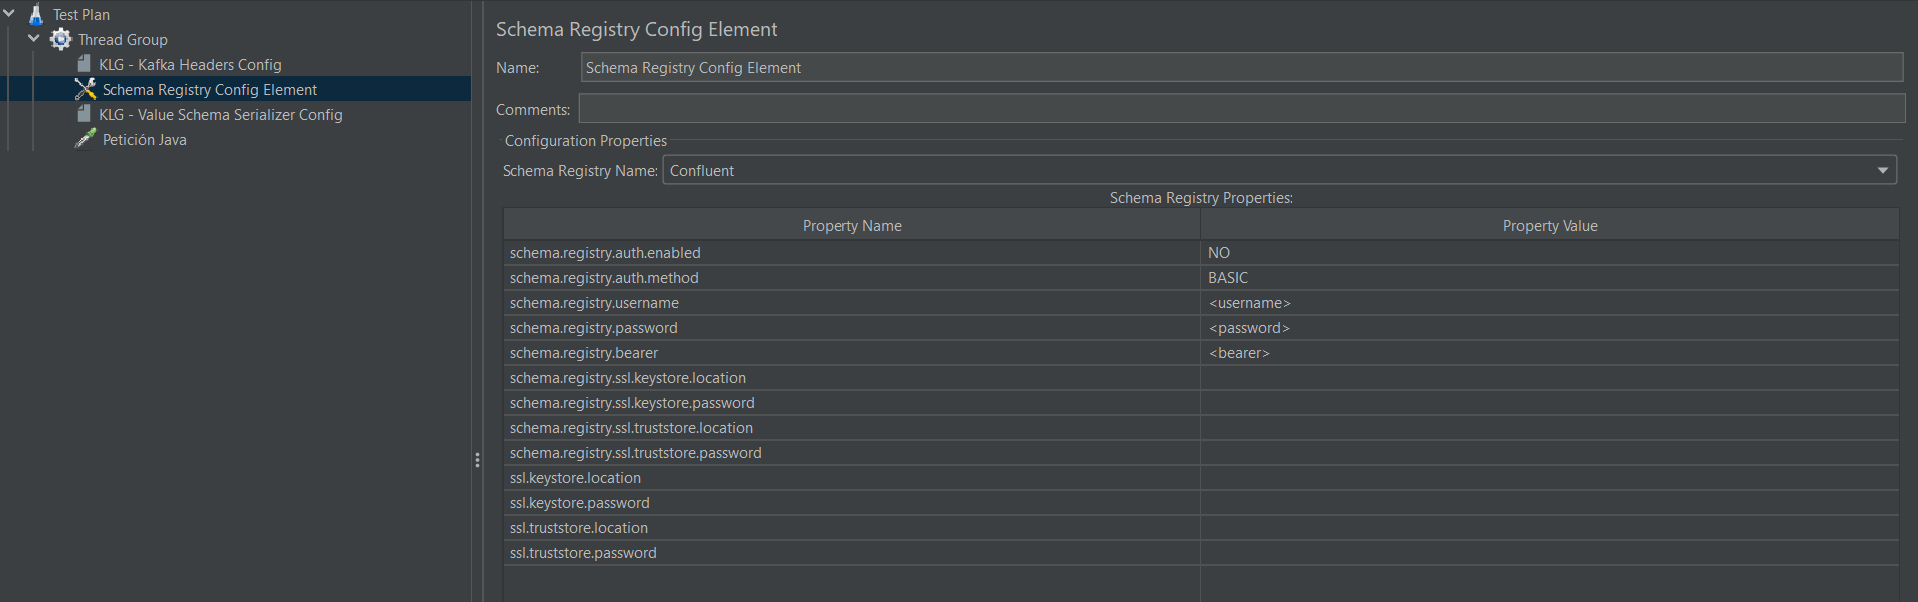 Test Plan
Thread Group
KLG - Kafka Headers Config
Schema Registry Config Element
KLG - Value Schema Serializer Config
Petición Java
Schema Registry Config Element
Name: Schema Registry Config Element
Comments:
Configuration Properties
Schema Registry Name: Confluent
Schema Registry Properties:
Property Name Property Value
schema.registry.auth.enabled NO
schema.registry.auth.method BASIC
schema.registry.username <username>
schema.registry.password <password>
schema.registry.bearer <bearer>
schema.registry.ssl.keystore.location
schema.registry.ssl.keystore.password
schema.registry.ssl.truststore.location
schema.registry.ssl.truststore.password
ssl.keystore.location
ssl.keystore.password
ssl.truststore.location
ssl.truststore.password